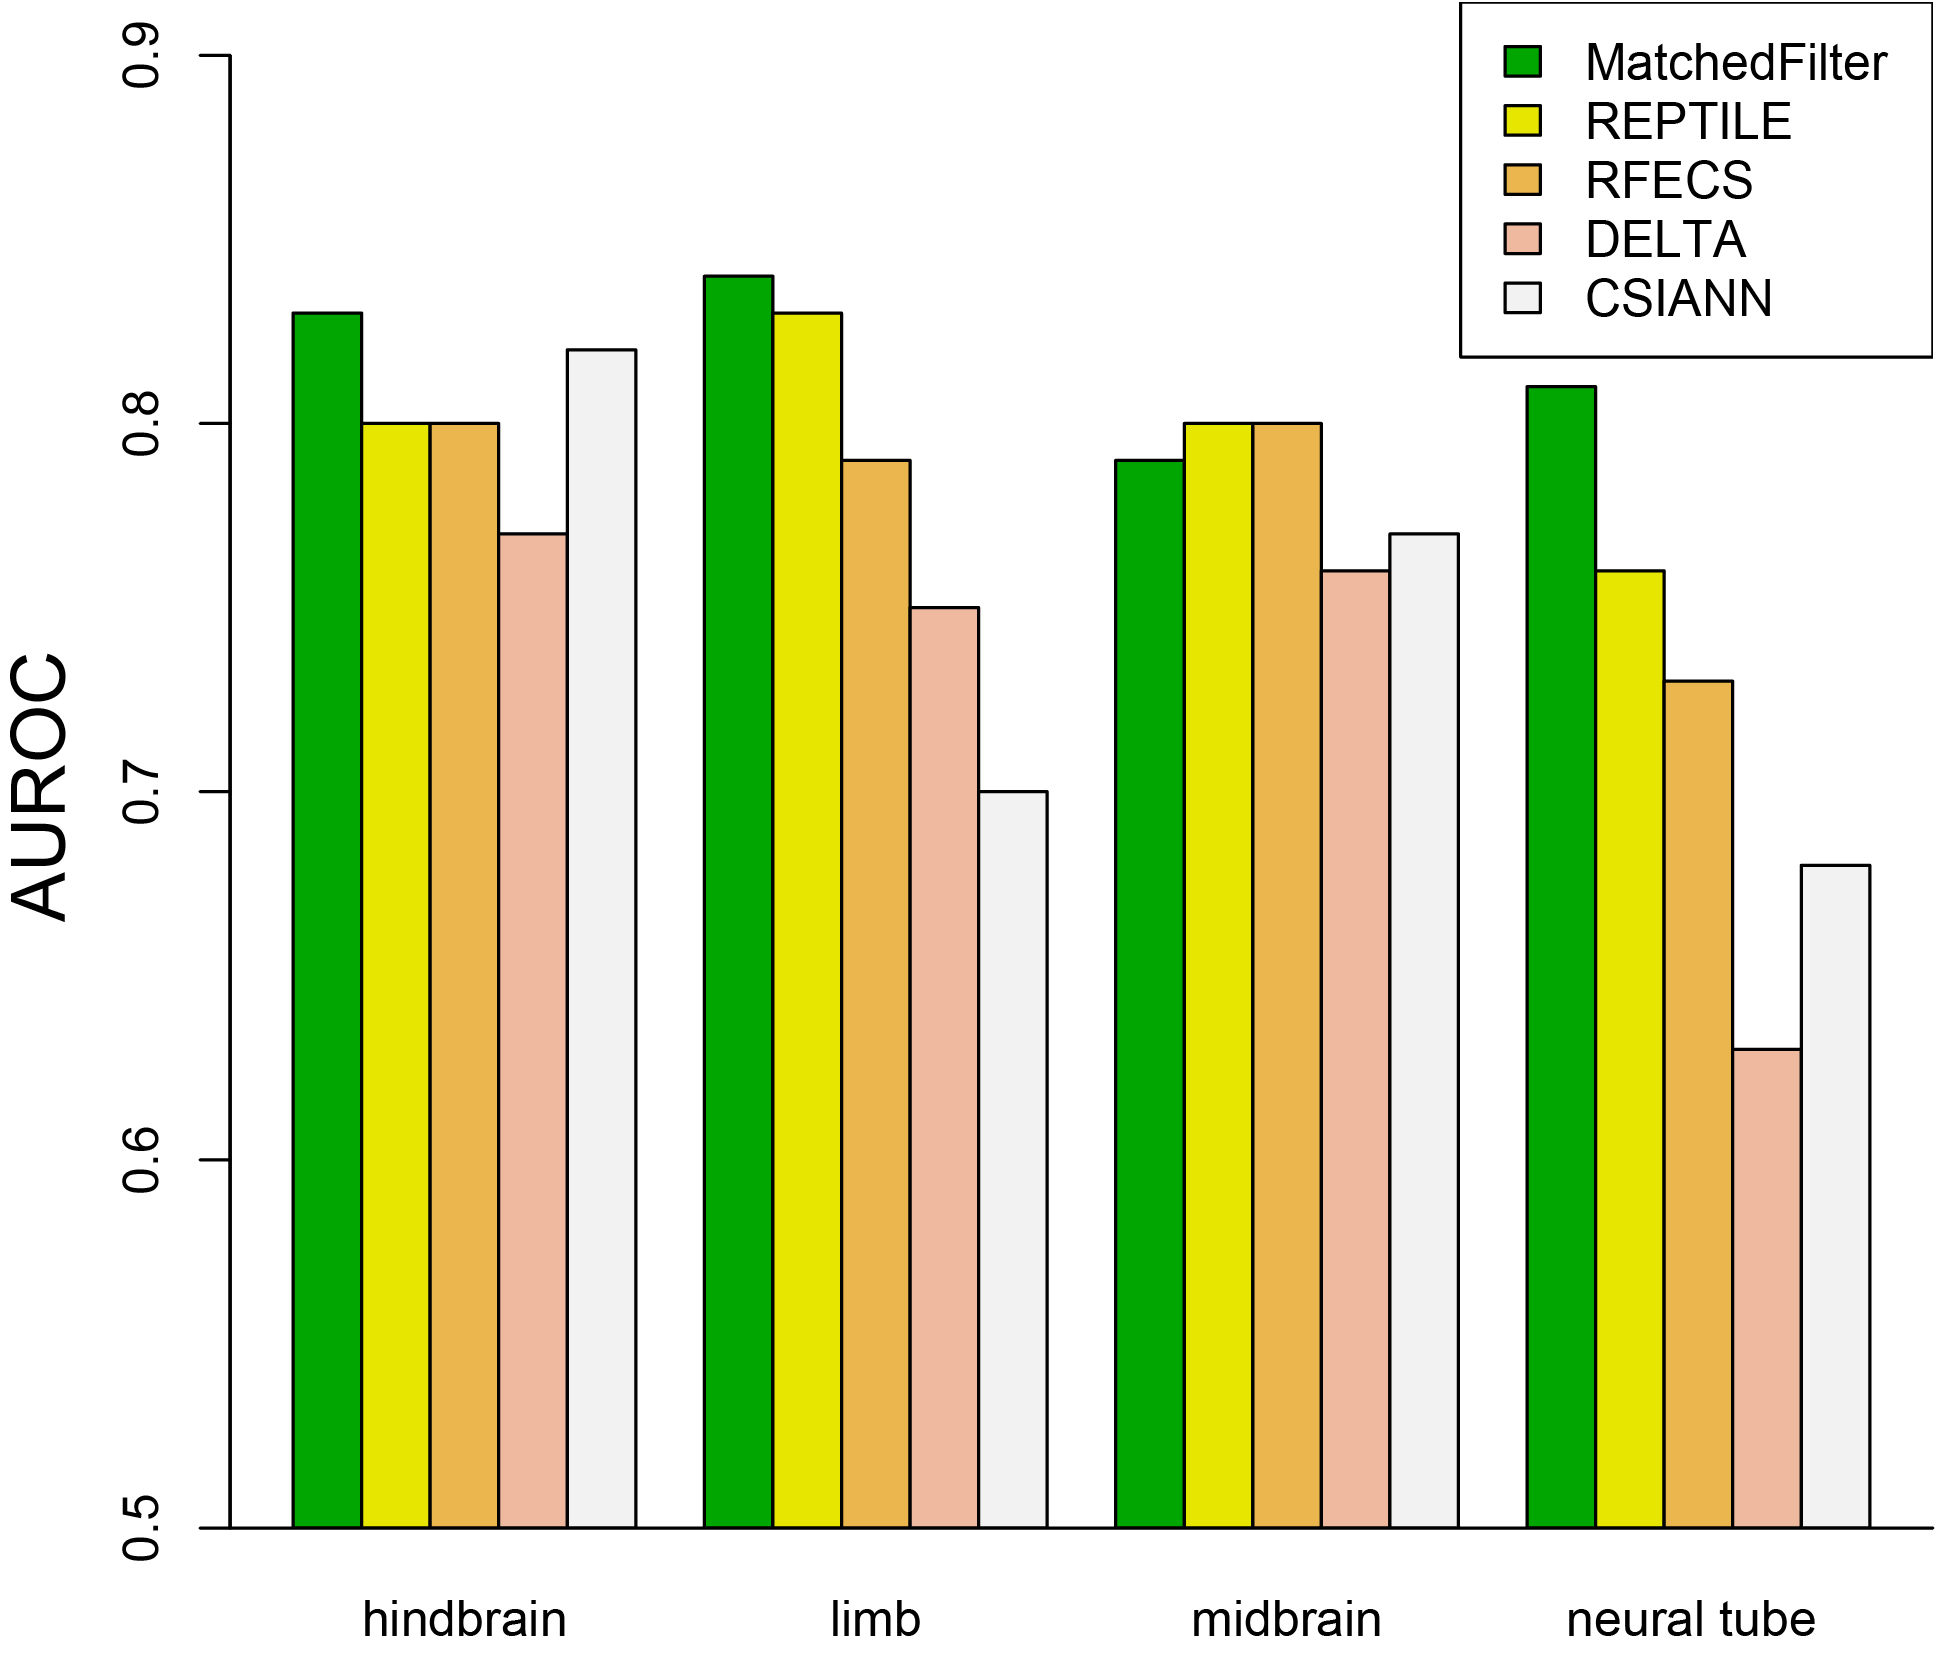 MatchedFilter
REPTILE
RFECS
DELTA
CSIANN
AUROC
0.9
0.8
0.7
0.6
0.5
hindbrain
limb
midbrain
neural tube